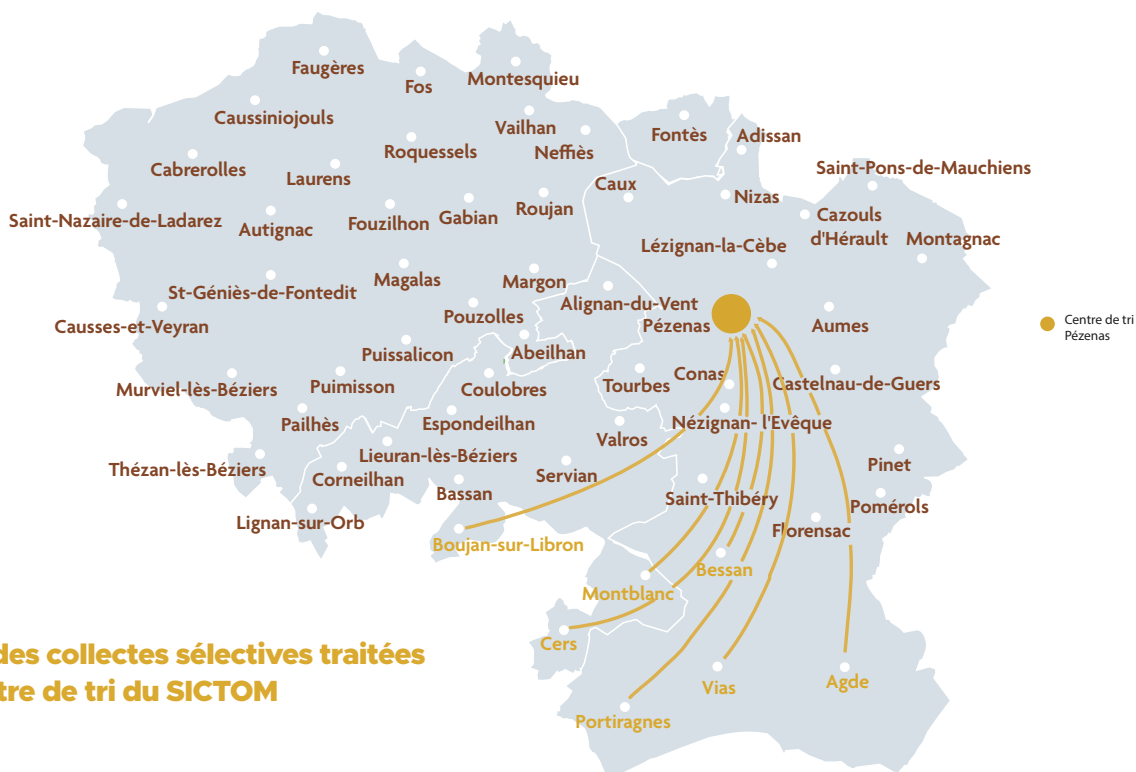 Faugères
Fos
Montesquieu
Caussiniojouls
Vailhan
Fontès
Adissan
Roquessels
Neffiès
Cabrerolles
Laurens
Saint-Pons-de-Mauchiens
Caux
Nizas
Saint-Nazaire-de-Ladarez
Autignac
Fouzilhon
Gabian
Roujan
Cazouls
d'Hérault
Montagnac
Lézignan-la-Cèbe
St-Géniès-de-Fontedit
Magalas
Margon
Alignan-du-Vent
Pouzolles
Pézenas
Aumes
Causses-et-Veyran
Centre de tri
Pézenas
Puissalicon
Abeilhan
Murviel-lès-Béziers
Puimisson
Coulobres
Tourbes
Conas
Castelnau-de-Guers
Pailhès
Espondeilhan
Valros
Nézignan- l'Evêque
Thézan-lès-Béziers
Lieuran-lès-Béziers
Corneilhan
Servian
Pinet
Bassan
Saint-Thibéry
Pomérols
Lignan-sur-Orb
Florensac
Boujan-sur-Libron
Bessan
Montblanc
Cers
des collectes sélectives traitées
tre de tri du SICTOM
Vias
Agde
Portiragnes